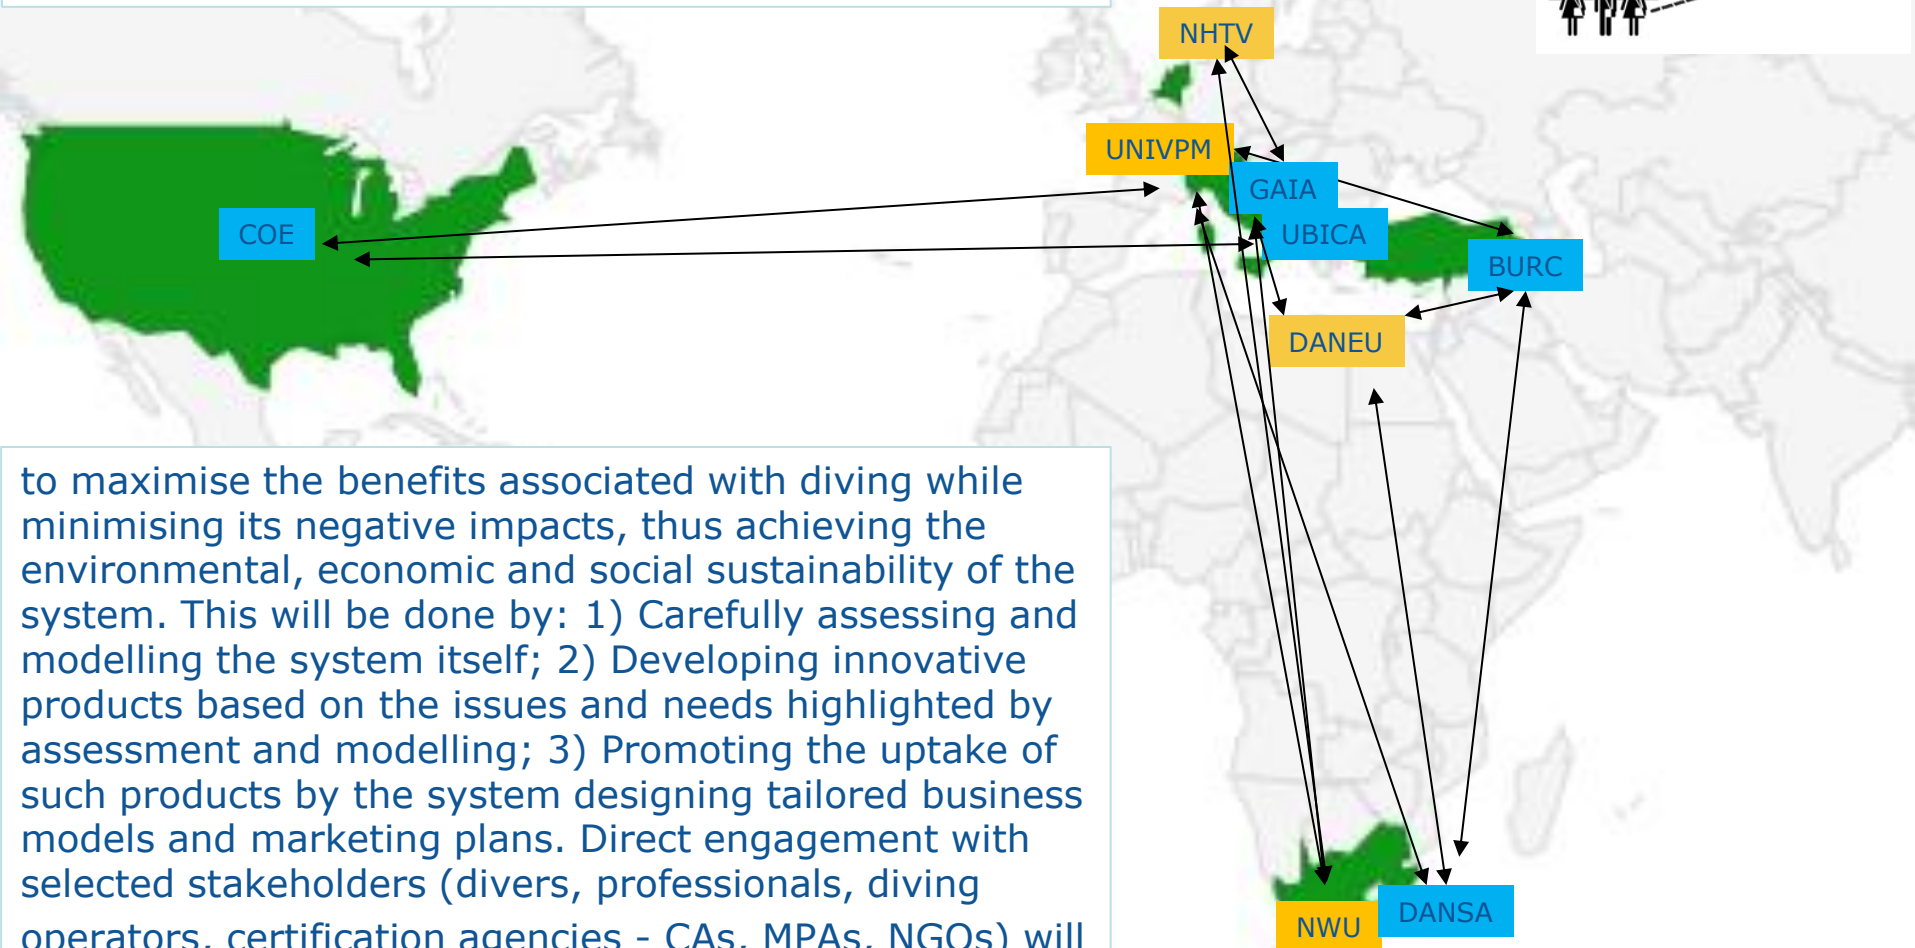 NHTV
UNIVPM
GAIA
COE
UBICA
BURC
DANEU
to maximise the benefits associated with diving while
minimising its negative impacts, thus achieving the
environmental, economic and social sustainability of the
system. This will be done by: 1) Carefully assessing and
modelling the system itself; 2) Developing innovative
products based on the issues and needs highlighted by
assessment and modelling; 3) Promoting the uptake of
such products by the system designing tailored business
models and marketing plans. Direct engagement with
selected stakeholders (divers, professionals, diving
operators, certification agencies - CAs, MPAs, NGOs) will
DANSA
NWU